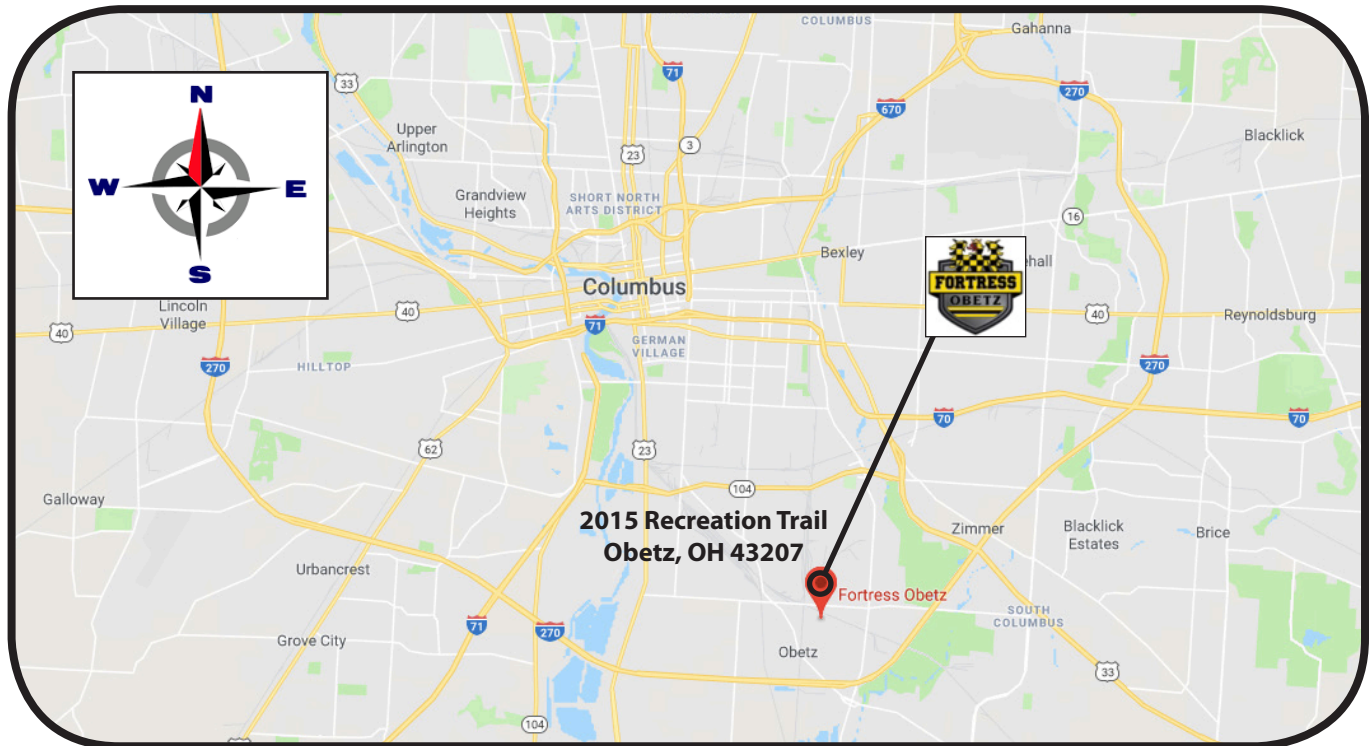 COLUMBUS
Gahanna
N
W
E
S
33
71
270
670
Upper
Arlington
23
3
Blacklick
Grandview
Heights
SHORT NORTH
ARTS DISTRICT
16
Bexley
ehall
FORTRESS
OBETZ
Columbus
Lincoln
Village
40
40
71
40
Reynoldsburg
GERMAN
VILLAGE
270
HILLTOP
270
70
70
62
23
Galloway
104
2015 Recreation Trail
Obetz, OH 43207
Zimmer
Blacklick
Estates
Brice
Urbancrest
Fortress Obetz
SOUTH
COLUMBUS
71
270
Grove City
Obetz
33
104